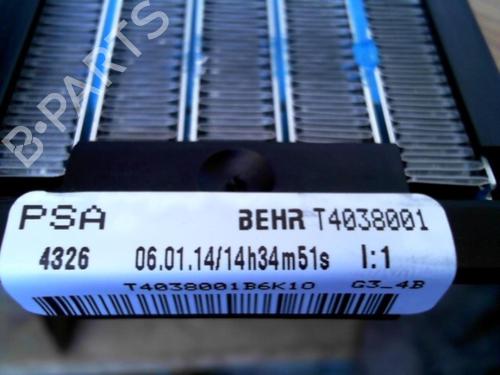 B-PARTS
PSA BEHR T4038001
4326 06.01.14/14h34m51s I:1
T4038001B6K10 G3_4B